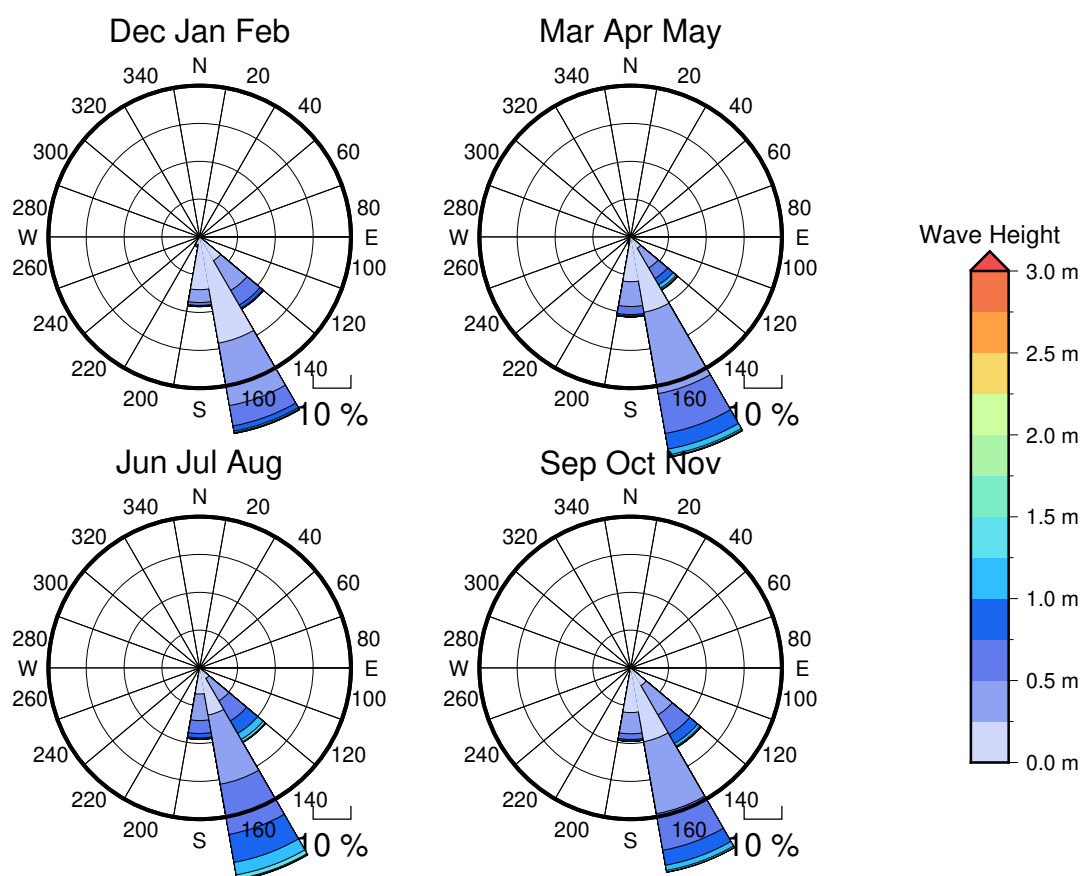 Dec Jan Feb
N
20
40
60
80
E
100
120
140
160
S
200
220
240
260
W
280
300
320
340
10 %
Mar Apr May
N
20
40
60
80
E
100
120
140
160
S
200
220
240
260
W
280
300
320
340
10 %
Jun Jul Aug
N
20
40
60
80
E
100
120
140
160
S
200
220
240
260
W
280
300
320
340
10 %
Sep Oct Nov
N
20
40
60
80
E
100
120
140
160
S
200
220
240
260
W
280
300
320
340
10 %
Wave Height
3.0 m
2.5 m
2.0 m
1.5 m
1.0 m
0.5 m
0.0 m